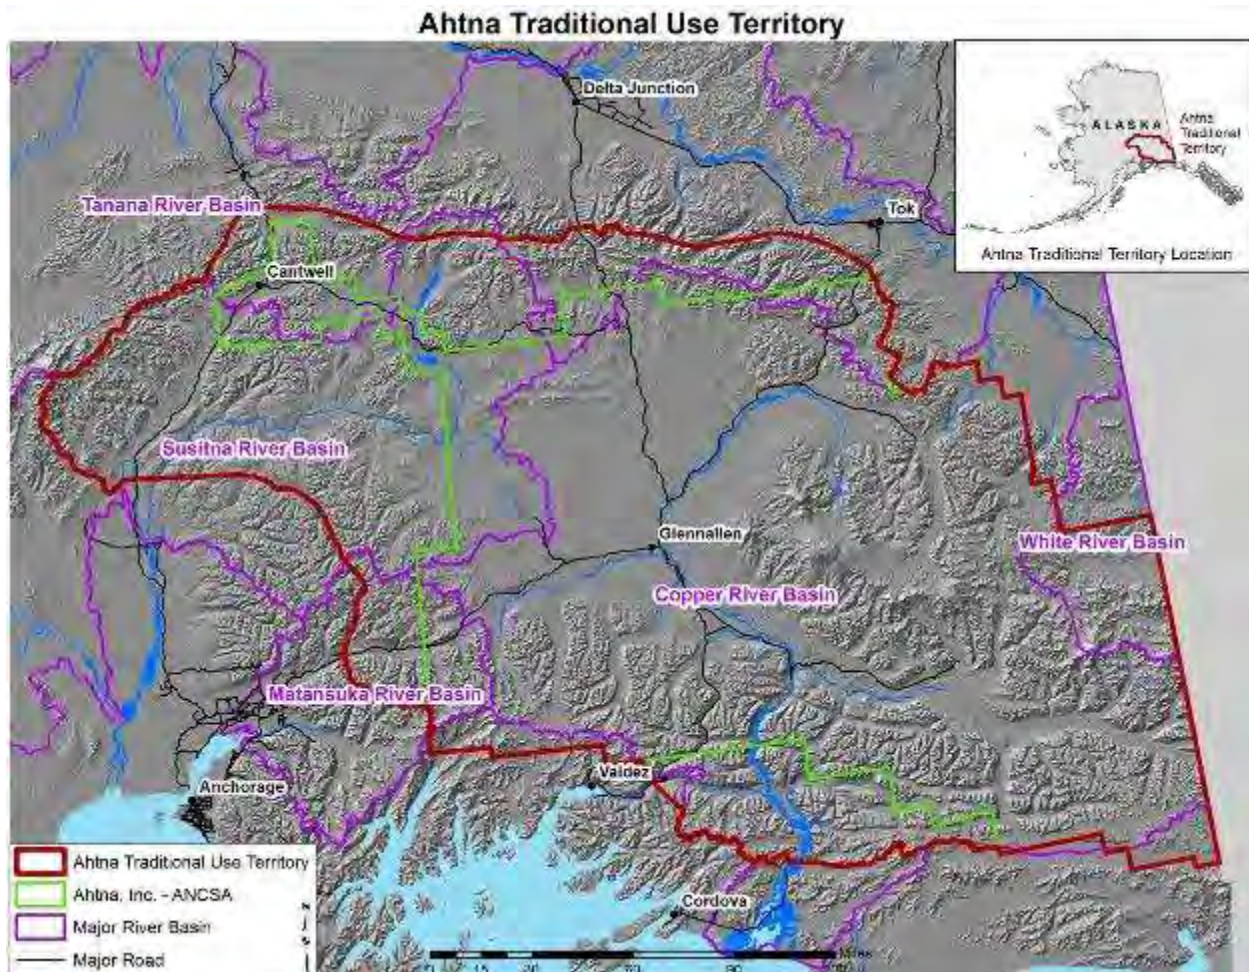 Ahtna Traditional Use Territory
Delta Junction
ALASKA
Ahtna
Traditional
Territory
Tanana River Basin
Tok
Ahtna Traditional Territory Location
Cantwell
Susitna River Basin
Glennallen
White River Basin
Copper River Basin
Matansuka River Basin
Valdez
Anchorage
Ahtna Traditional Use Territory
Ahtna, Inc. - ANCSA
Cordova
Major River Basin
Major Road
Miles